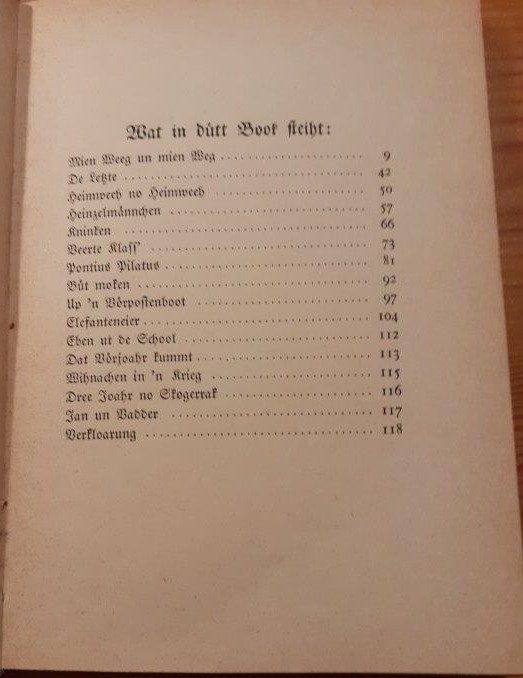 Wat in dütt Book steiht:
Mien Weeg un mien Weg . . . . . . . . . . . . . . . . . . . . . 9
De Letzte . . . . . . . . . . . . . . . . . . . . . . . . . . . . . . . . . . . 42
Heimweeh no Heimweeh . . . . . . . . . . . . . . . . . . . . . . 50
Heinzelmännchen . . . . . . . . . . . . . . . . . . . . . . . . . . . . 57
Kninken . . . . . . . . . . . . . . . . . . . . . . . . . . . . . . . . . . . 66
Veerte Klass' . . . . . . . . . . . . . . . . . . . . . . . . . . . . . . . 73
Pontius Pilatus . . . . . . . . . . . . . . . . . . . . . . . . . . . . . 81
Büt moken . . . . . . . . . . . . . . . . . . . . . . . . . . . . . . . . 92
Up 'n Vörpostenboot . . . . . . . . . . . . . . . . . . . . . . . . 97
Elefanteneier . . . . . . . . . . . . . . . . . . . . . . . . . . . . . . . 104
Eben ut de School . . . . . . . . . . . . . . . . . . . . . . . . . . . 112
Dat Vörjoahr kummt . . . . . . . . . . . . . . . . . . . . . . . . . 113
Wihnachen in 'n Krieg . . . . . . . . . . . . . . . . . . . . . . . 115
Dree Joahr no Skogerrak . . . . . . . . . . . . . . . . . . . . . 116
Jan un Vadder . . . . . . . . . . . . . . . . . . . . . . . . . . . . . 117
Verkloarung . . . . . . . . . . . . . . . . . . . . . . . . . . . . . . . 118